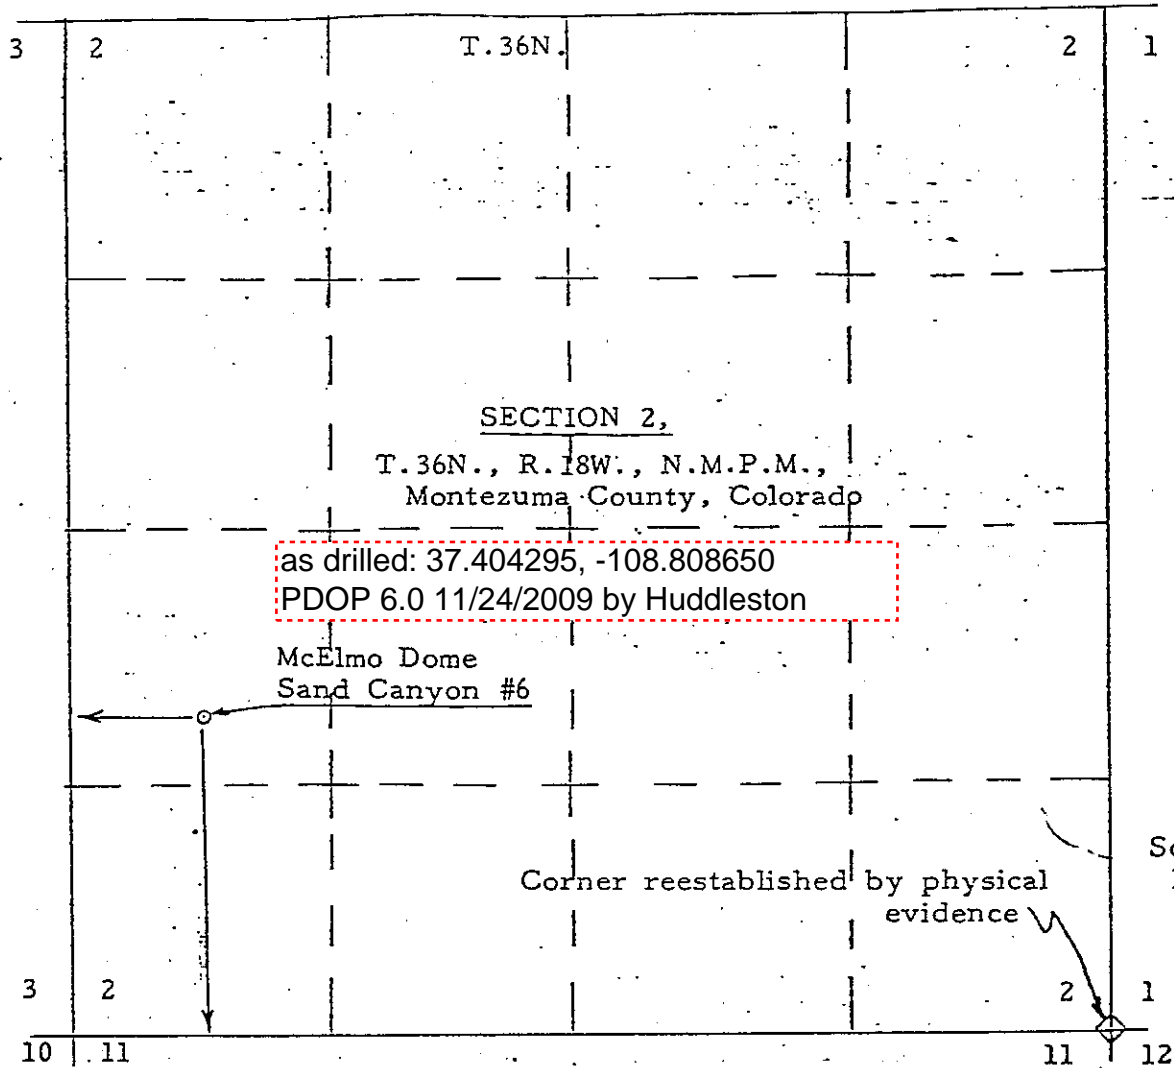 3 2 T.36N. 2 1
SECTION 2,
T.36N., R.18W., N.M.P.M.,
Montezuma County, Colorado
as drilled: 37.404295, -108.808650
PDOP 6.0 11/24/2009 by Huddleston
McElmo Dome
Sand Canyon #6
Corner reestablished by physical
evidence
3 2 2 1
10 11 11 12